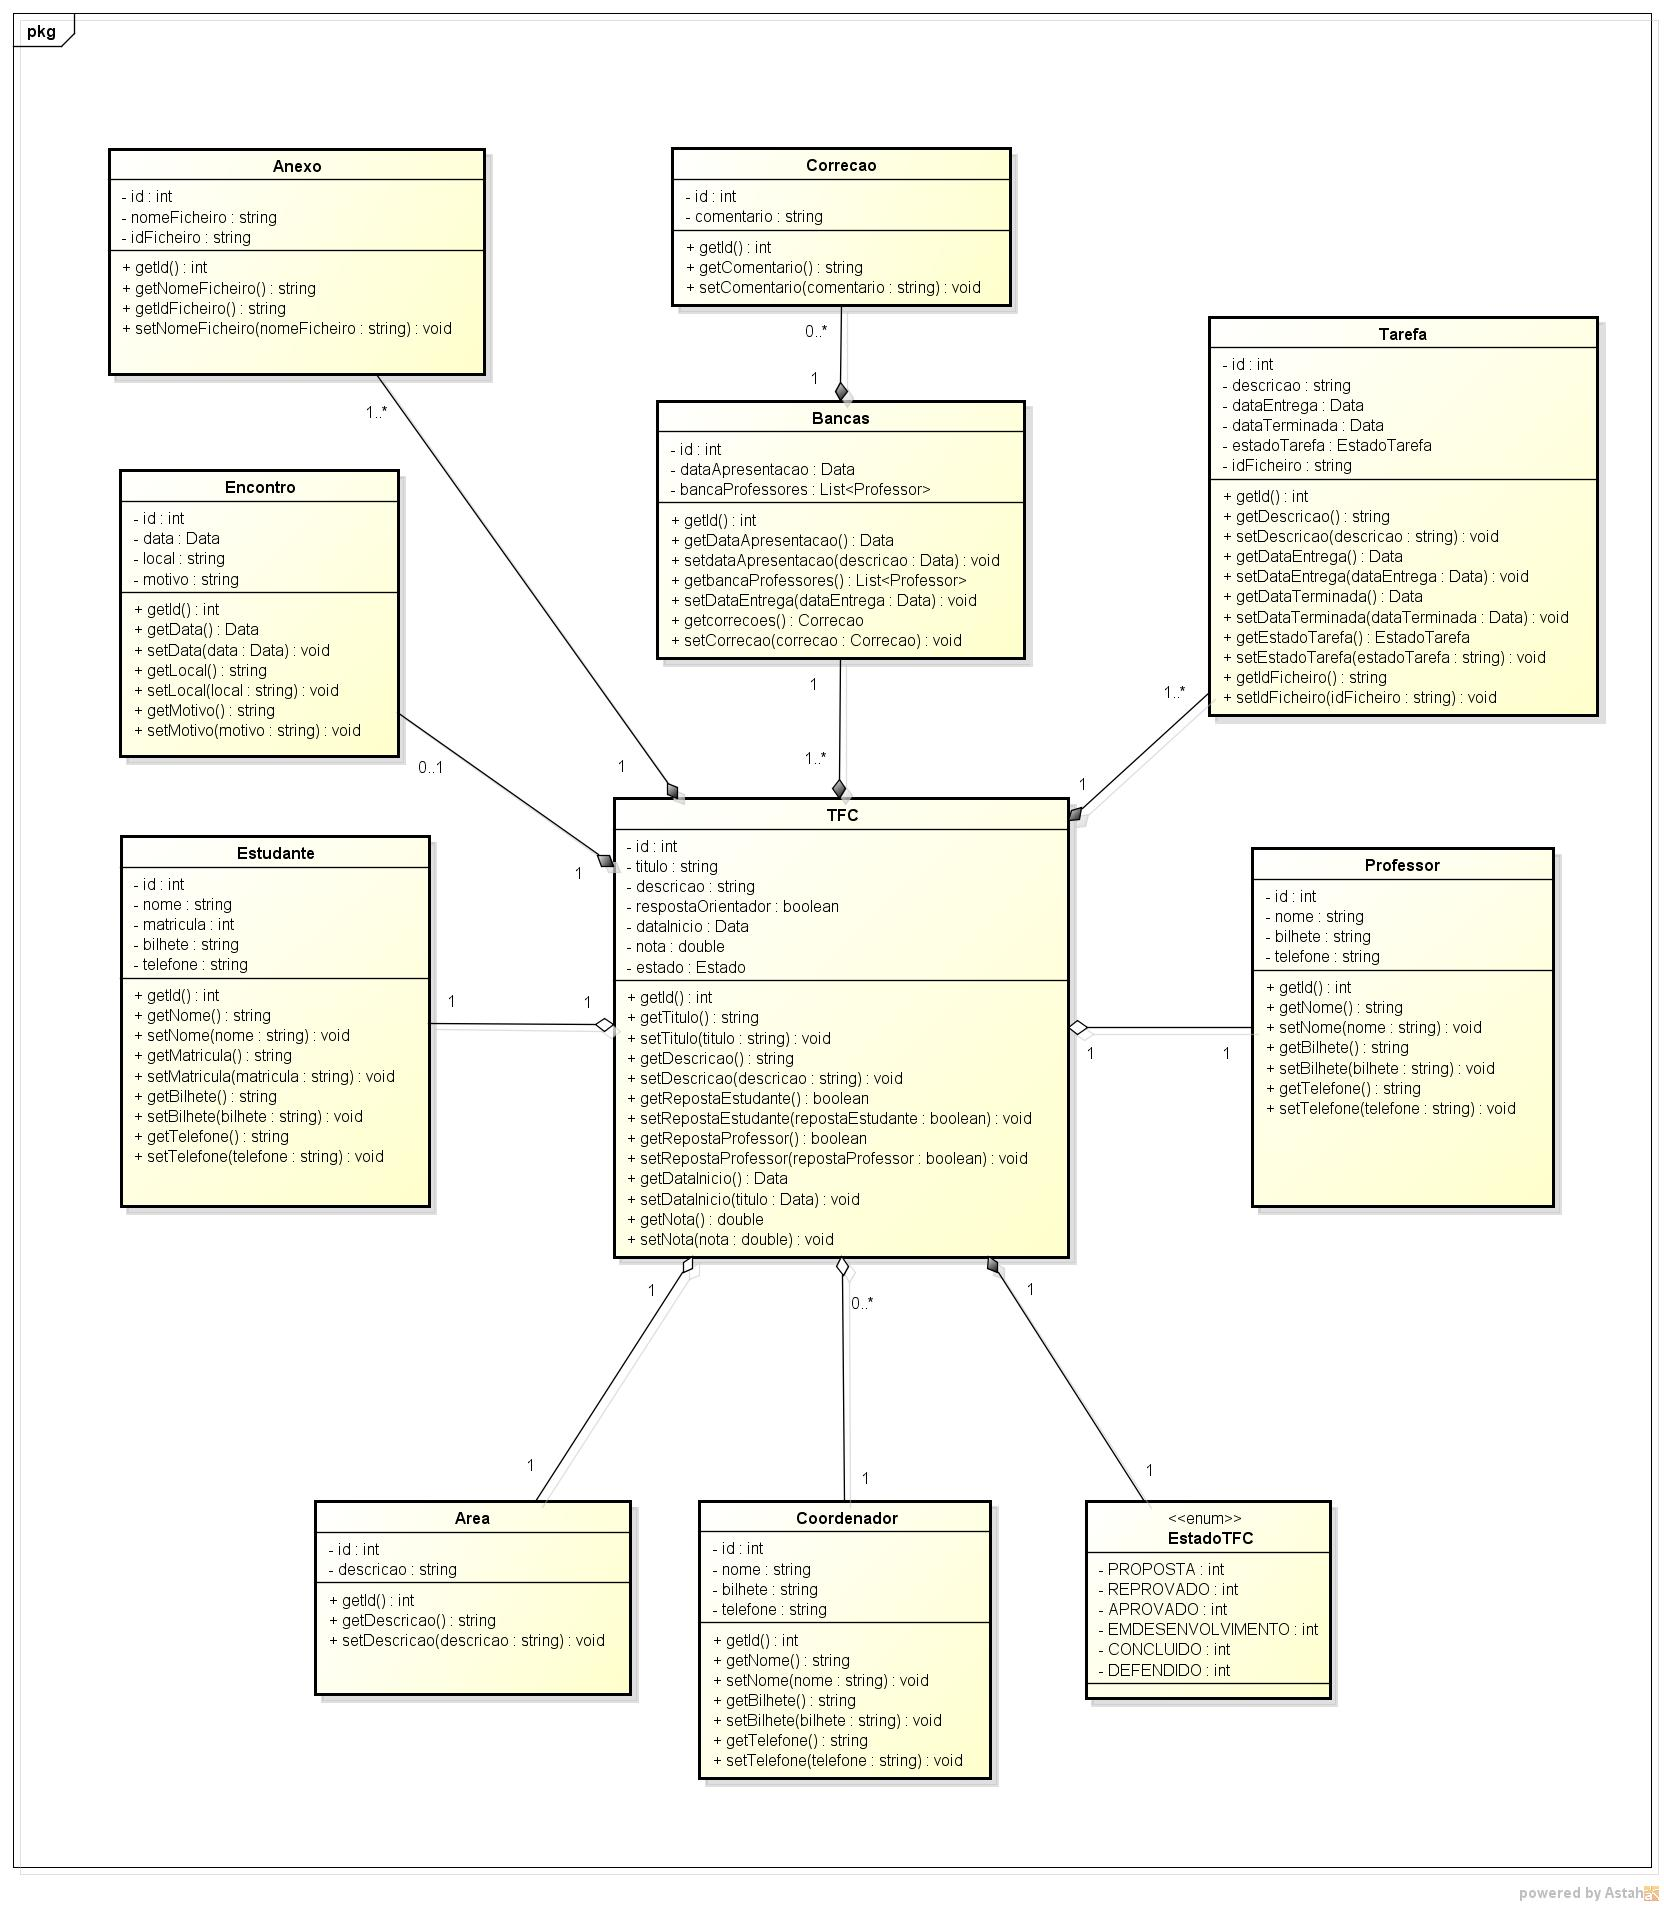 pkg
Anexo
- id : int
- nomeFicheiro : string
- idFicheiro : string
+ getId() : int
+ getNomeFicheiro() : string
+ getIdFicheiro() : string
+ setNomeFicheiro(nomeFicheiro : string) : void
1..*
1
Correcao
- id : int
- comentario : string
+ getId() : int
+ getComentario() : string
+ setComentario(comentario : string) : void
0..*
1
Bancas
- id : int
- dataApresentacao : Data
- bancaProfessores : List<Professor>
+ getId() : int
+ getDataApresentacao() : Data
+ setdataApresentacao(descricao : Data) : void
+ getbancaProfessores() : List<Professor>
+ setDataEntrega(dataEntrega : Data) : void
+ getcorrecoes() : Correcao
+ setCorrecao(correcao : Correcao) : void
1
1..*
Tarefa
- id : int
- descricao : string
- dataEntrega : Data
- dataTerminada : Data
- estadoTarefa : EstadoTarefa
- idFicheiro : string
+ getId() : int
+ getDescricao() : string
+ setDescricao(descricao : string) : void
+ getDataEntrega() : Data
+ setDataEntrega(dataEntrega : Data) : void
+ getDataTerminada() : Data
+ setDataTerminada(dataTerminada : Data) : void
+ getEstadoTarefa() : EstadoTarefa
+ setEstadoTarefa(estadoTarefa : string) : void
+ getIdFicheiro() : string
+ setIdFicheiro(idFicheiro : string) : void
1..*
1
Encontro
- id : int
- data : Data
- local : string
- motivo : string
+ getId() : int
+ getData() : Data
+ setData(data : Data) : void
+ getLocal() : string
+ setLocal(local : string) : void
+ getMotivo() : string
+ setMotivo(motivo : string) : void
0..1
1
Estudante
- id : int
- nome : string
- matricula : int
- bilhete : string
- telefone : string
+ getId() : int
+ getNome() : string
+ setNome(nome : string) : void
+ getMatricula() : string
+ setMatricula(matricula : string) : void
+ getBilhete() : string
+ setBilhete(bilhete : string) : void
+ getTelefone() : string
+ setTelefone(telefone : string) : void
1
1
TFC
- id : int
- titulo : string
- descricao : string
- respostaOrientador : boolean
- dataInicio : Data
- nota : double
- estado : Estado
+ getId() : int
+ getTitulo() : string
+ setTitulo(titulo : string) : void
+ getDescricao() : string
+ setDescricao(descricao : string) : void
+ getRepostaEstudante() : boolean
+ setRepostaEstudante(repostaEstudante : boolean) : void
+ getRepostaProfessor() : boolean
+ setRepostaProfessor(repostaProfessor : boolean) : void
+ getDataInicio() : Data
+ setDataInicio(titulo : Data) : void
+ getNota() : double
+ setNota(nota : double) : void
Professor
- id : int
- nome : string
- bilhete : string
- telefone : string
+ getId() : int
+ getNome() : string
+ setNome(nome : string) : void
+ getBilhete() : string
+ setBilhete(bilhete : string) : void
+ getTelefone() : string
+ setTelefone(telefone : string) : void
1
1
1
0..*
1
1
1
1
Area
- id : int
- descricao : string
+ getId() : int
+ getDescricao() : string
+ setDescricao(descricao : string) : void
Coordenador
- id : int
- nome : string
- bilhete : string
- telefone : string
+ getId() : int
+ getNome() : string
+ setNome(nome : string) : void
+ getBilhete() : string
+ setBilhete(bilhete : string) : void
+ getTelefone() : string
+ setTelefone(telefone : string) : void
<<enum>>
EstadoTFC
- PROPOSTA : int
- REPROVADO : int
- APROVADO : int
- EMDESENVOLVIMENTO : int
- CONCLUIDO : int
- DEFENDIDO : int
powered by Astah